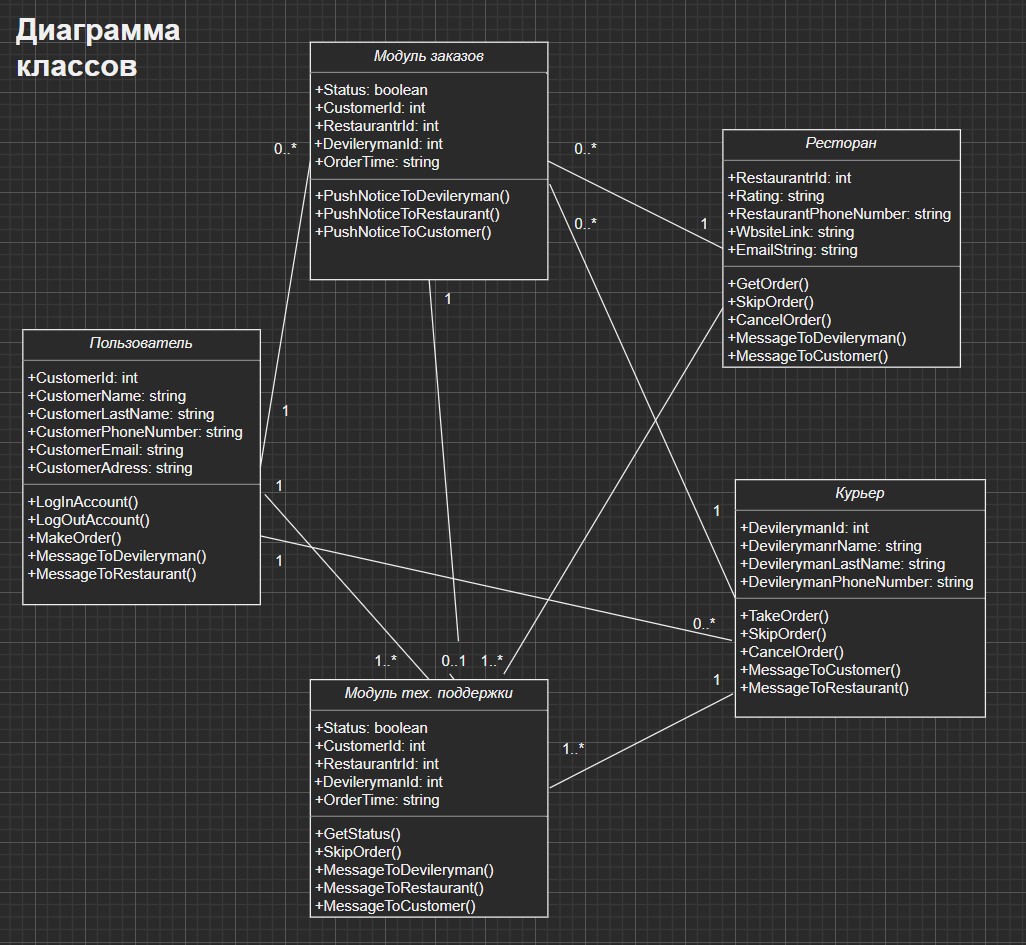 Диаграмма
классов
Модуль заказов
+Status: boolean
+CustomerId: int
+RestaurantrId: int
+DevilerymanId: int
+OrderTime: string
+PushNoticeToDevileryman()
+PushNoticeToRestaurant()
+PushNoticeToCustomer()
0..*
0..*
0..*
1
1
Ресторан
+RestaurantrId: int
+Rating: string
+RestaurantPhoneNumber: string
+WbsiteLink: string
+EmailString: string
+GetOrder()
+SkipOrder()
+CancelOrder()
+MessageToDevileryman()
+MessageToCustomer()
Пользователь
+CustomerId: int
+CustomerName: string
+CustomerLastName: string
+CustomerPhoneNumber: string
+CustomerEmail: string
+CustomerAdress: string
+LogInAccount()
+LogOutAccount()
+MakeOrder()
+MessageToDevileryman()
+MessageToRestaurant()
1
1
1
1
Курьер
+DevilerymanId: int
+DevilerymanrName: string
+DevilerymanLastName: string
+DevilerymanPhoneNumber: string
+TakeOrder()
+SkipOrder()
+CancelOrder()
+MessageToCustomer()
+MessageToRestaurant()
0..*
1
1..*
0..1
1..*
1..*
Модуль тех. поддержки
+Status: boolean
+CustomerId: int
+RestaurantrId: int
+DevilerymanId: int
+OrderTime: string
+GetStatus()
+SkipOrder()
+MessageToDevileryman()
+MessageToRestaurant()
+MessageToCustomer()